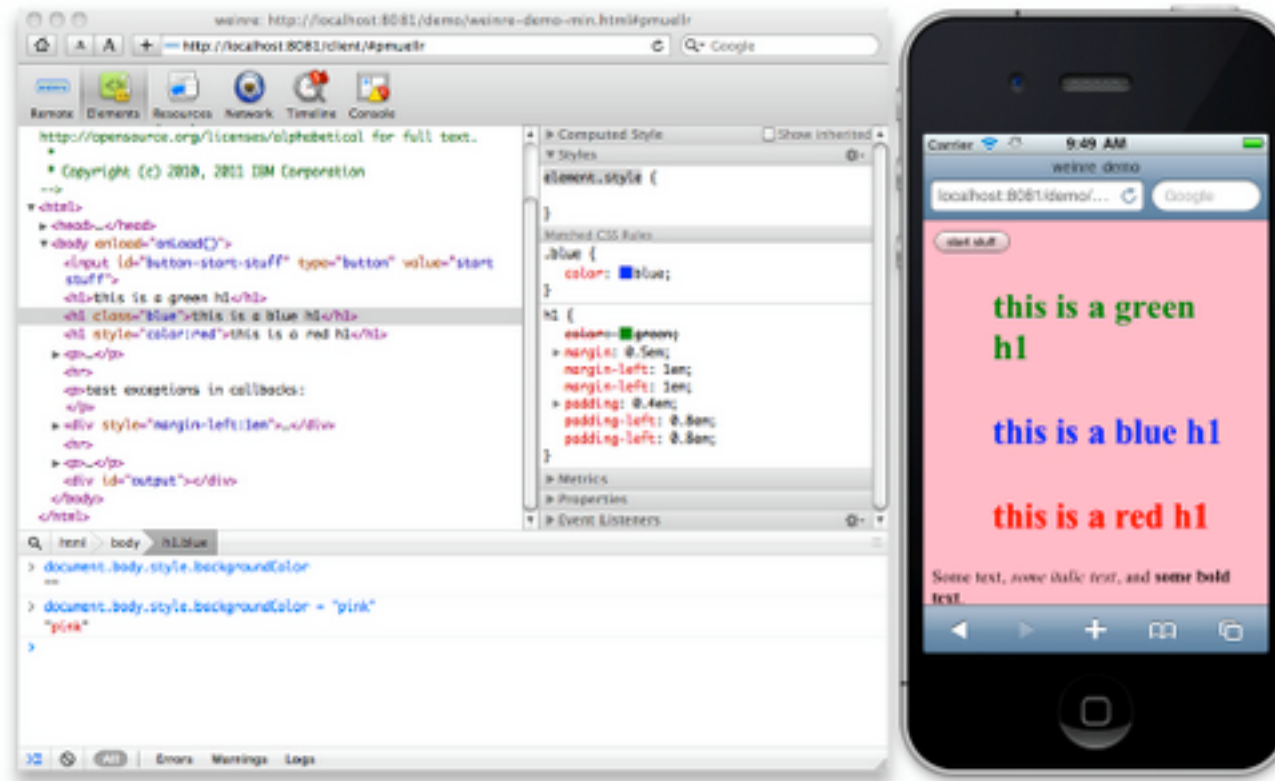 weinre: http://localhost:8081/demo/weinre-demo-min.html#pmuellr
A A + http://localhost:8081/client/#pmuellr Google
Remote Elements Resources Network Timeline Console
http://opensource.org/licenses/alphabetical for full text.
*
* Copyright (c) 2010, 2011 IBM Corporation
-->
▼<html>
▶<head>…</head>
▼<body onload="onLoad()">
<input id="button-start-stuff" type="button" value="start
stuff">
<h1>this is a green h1</h1>
<h1 class="blue">this is a blue h1</h1>
<h1 style="color:red">this is a red h1</h1>
▶<p>…</p>
<hr>
<p>test exceptions in callbacks:
</p>
▶<div style="margin-left:1em">…</div>
<hr>
▶<p>…</p>
<div id="output"></div>
</body>
</html>
▶ Computed Style Show inherited
▼ Styles
element.style {
}
Matched CSS Rules
.blue {
color: blue;
}
h1 {
color: green;
▶ margin: 0.5em;
margin-left: 1em;
margin-left: 1em;
▶ padding: 0.4em;
padding-left: 0.8em;
padding-left: 0.8em;
}
▶ Metrics
▶ Properties
▶ Event Listeners
html body h1.blue
> document.body.style.backgroundColor
""
> document.body.style.backgroundColor = "pink"
"pink"
>
All Errors Warnings Logs
Carrier 9:49 AM
weinre demo
localhost:8081/demo/... Google
start stuff
this is a green
h1
this is a blue h1
this is a red h1
Some text, some italic text, and some bold
text.